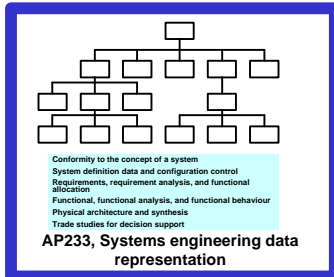 Conformity to the concept of a system
System definition data and configuration control
Requirements, requirement analysis, and functional
allocation
Functional, functional analysis, and functional behaviour
Physical architecture and synthesis
Trade studies for decision support
AP233, Systems engineering data
representation